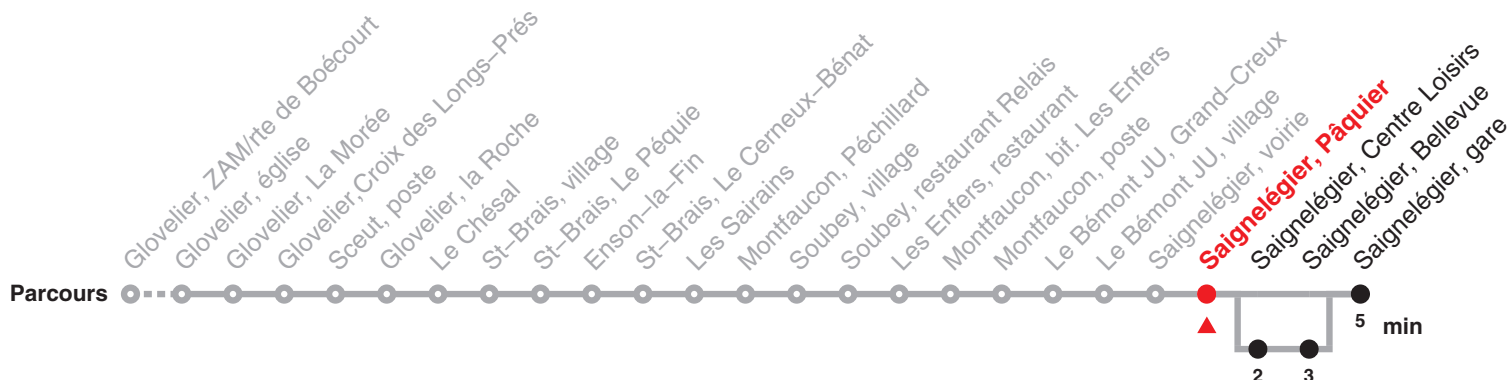 Glovelier, ZAM/rte de Boécourt
Glovelier, église
Glovelier, La Morée
Glovelier, Croix des Longs–Prés
Sceut, poste
Glovelier, la Roche
Le Chésal
St–Brais, village
St–Brais, Le Péquie
Enson–la–Fin
St–Brais, Le Cerneux–Bénat
Les Sairains
Montfaucon, Péchillard
Soubey, village
Soubey, restaurant Relais
Les Enfers, restaurant
Montfaucon, bif. Les Enfers
Montfaucon, poste
Le Bémont JU, Grand–Creux
Le Bémont JU, village
Saignelégier, voirie
Saignelégier, Pâquier
Saignelégier, Centre Loisirs
Saignelégier, Bellevue
Saignelégier, gare
Parcours
5 min
2 3